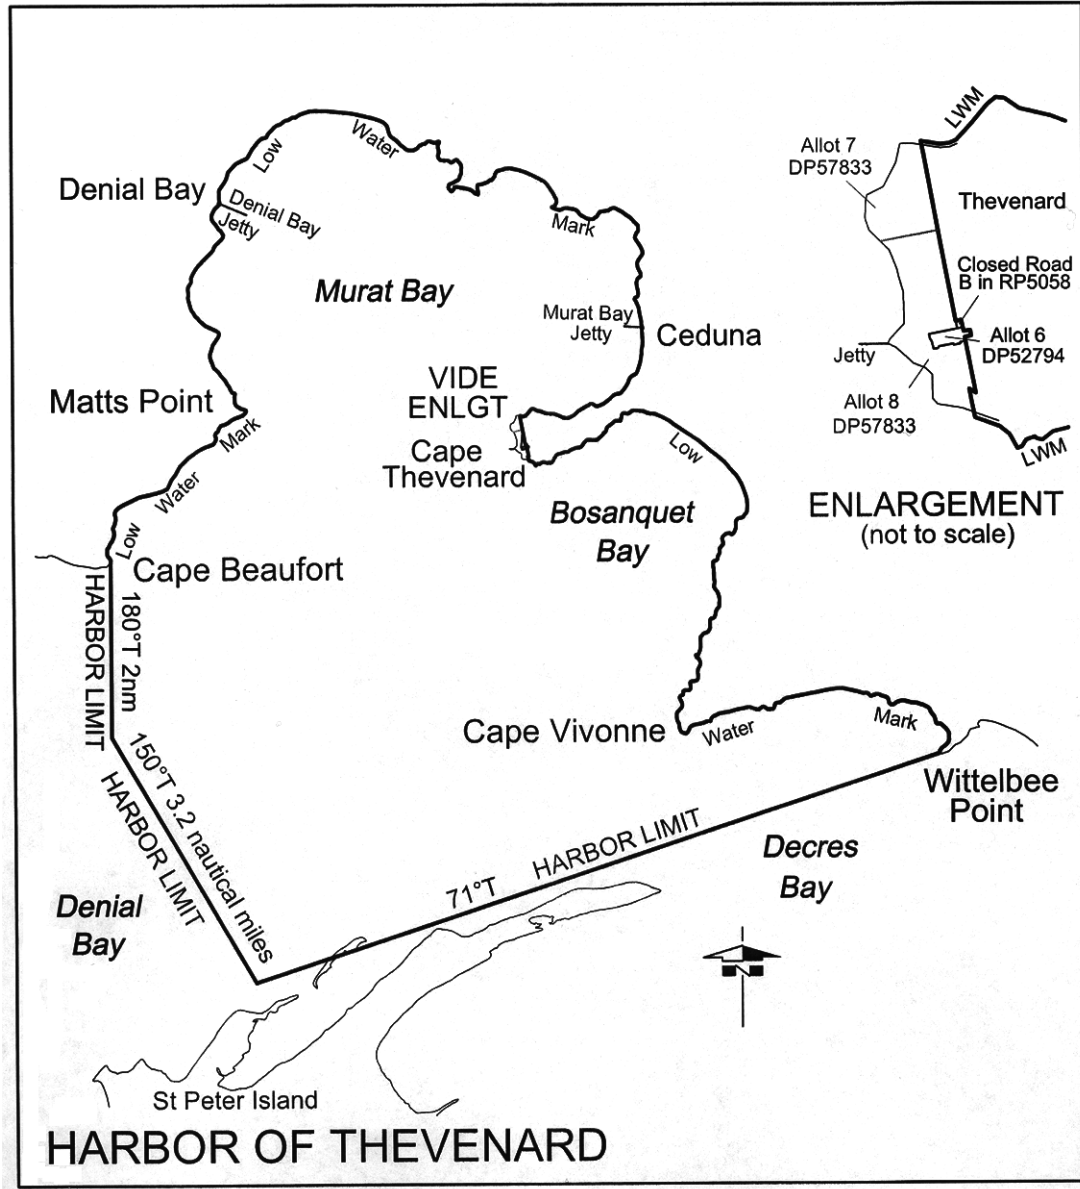 Low
Water
Mark
Denial Bay
Denial Bay
Jetty
Murat Bay
Murat Bay
Jetty
Ceduna
Matts Point
VIDE
ENLGT
Cape
Thevenard
Mark
Water
Low
Low
Bosanquet
Bay
Cape Beaufort
HARBOR LIMIT
180°T 2nm
Cape Vivonne
Water
Mark
Wittelbee
Point
150°T 3.2 nautical miles
HARBOR LIMIT
71°T
HARBOR LIMIT
Decres
Bay
Denial
Bay
N
St Peter Island
HARBOR OF THEVENARD
LWM
Allot 7
DP57833
Thevenard
Closed Road
B in RP5058
Allot 6
DP52794
Jetty
Allot 8
DP57833
LWM
ENLARGEMENT
(not to scale)